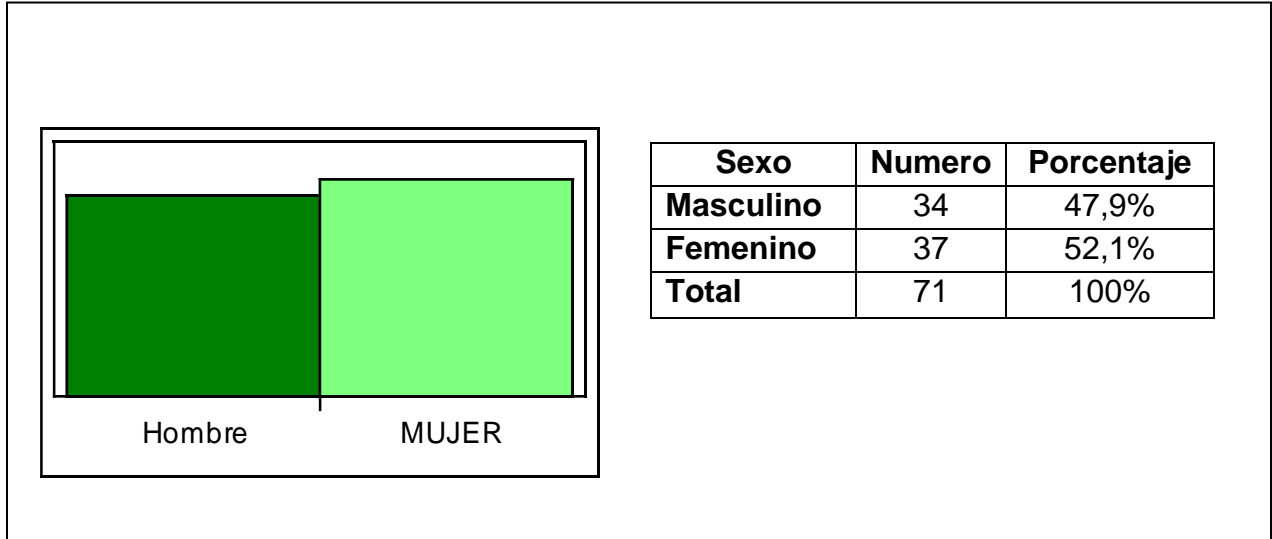 Hombre MUJER
Sexo Numero Porcentaje
Masculino 34 47,9%
Femenino 37 52,1%
Total 71 100%